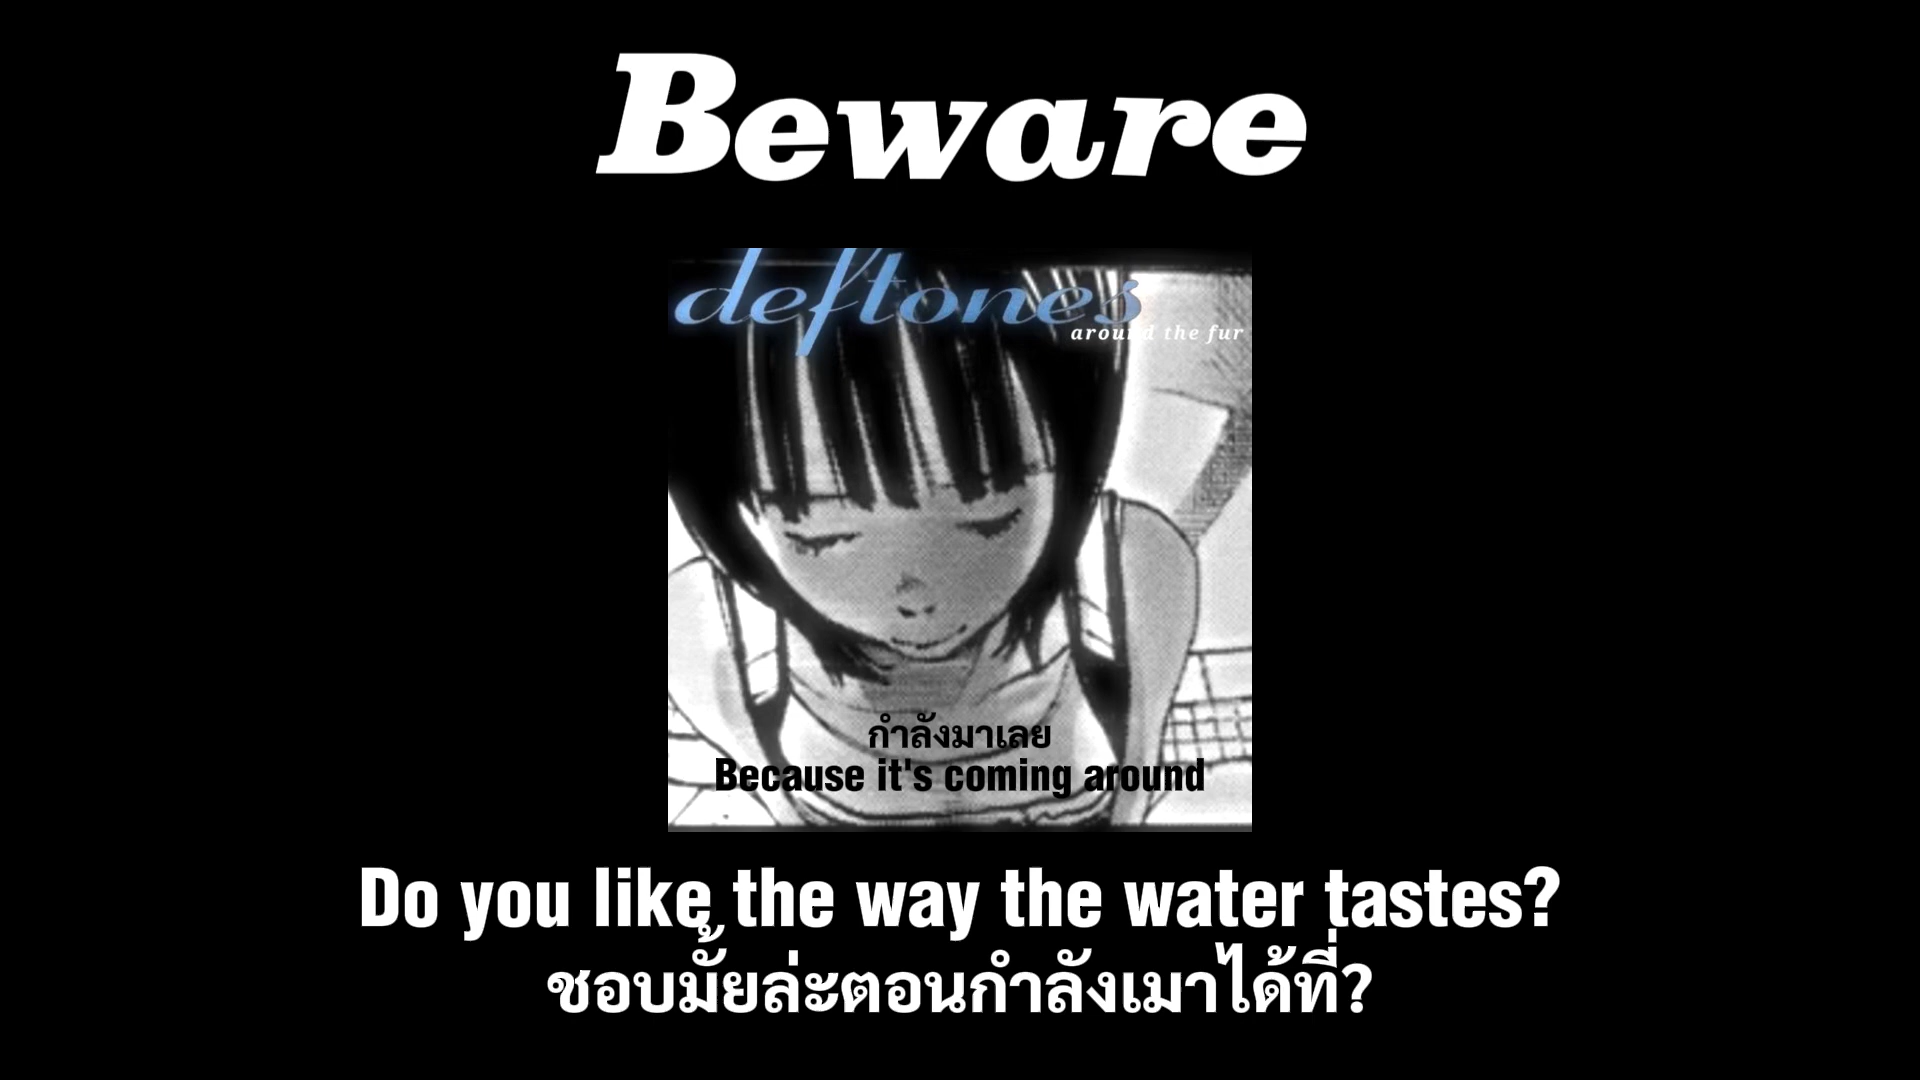 Beware
deftones
around the fur
กำลังมาเลย
Because it's coming around
Do you like the way the water tastes?
ชอบมั้ยล่ะตอนกำลังเมาได้ที่?